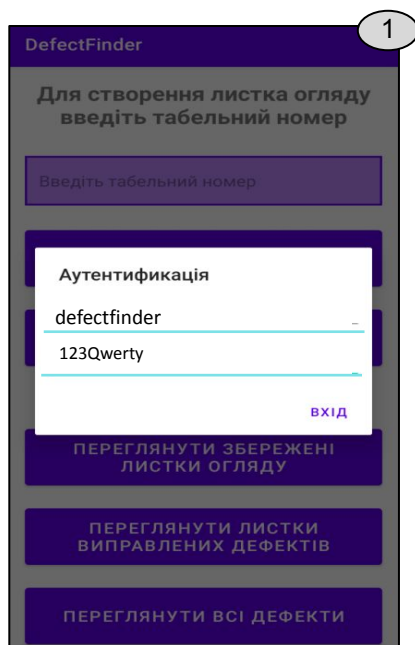 1
DefectFinder
Для створення листка огляду
введіть табельний номер
Введіть табельний номер
Аутентификація
defectfinder
123Qwerty
ВХІД
ПЕРЕГЛЯНУТИ ЗБЕРЕЖЕНІ
ЛИСТКИ ОГЛЯДУ
ПЕРЕГЛЯНУТИ ЛИСТКИ
ВИПРАВЛЕНИХ ДЕФЕКТІВ
ПЕРЕГЛЯНУТИ ВСІ ДЕФЕКТИ